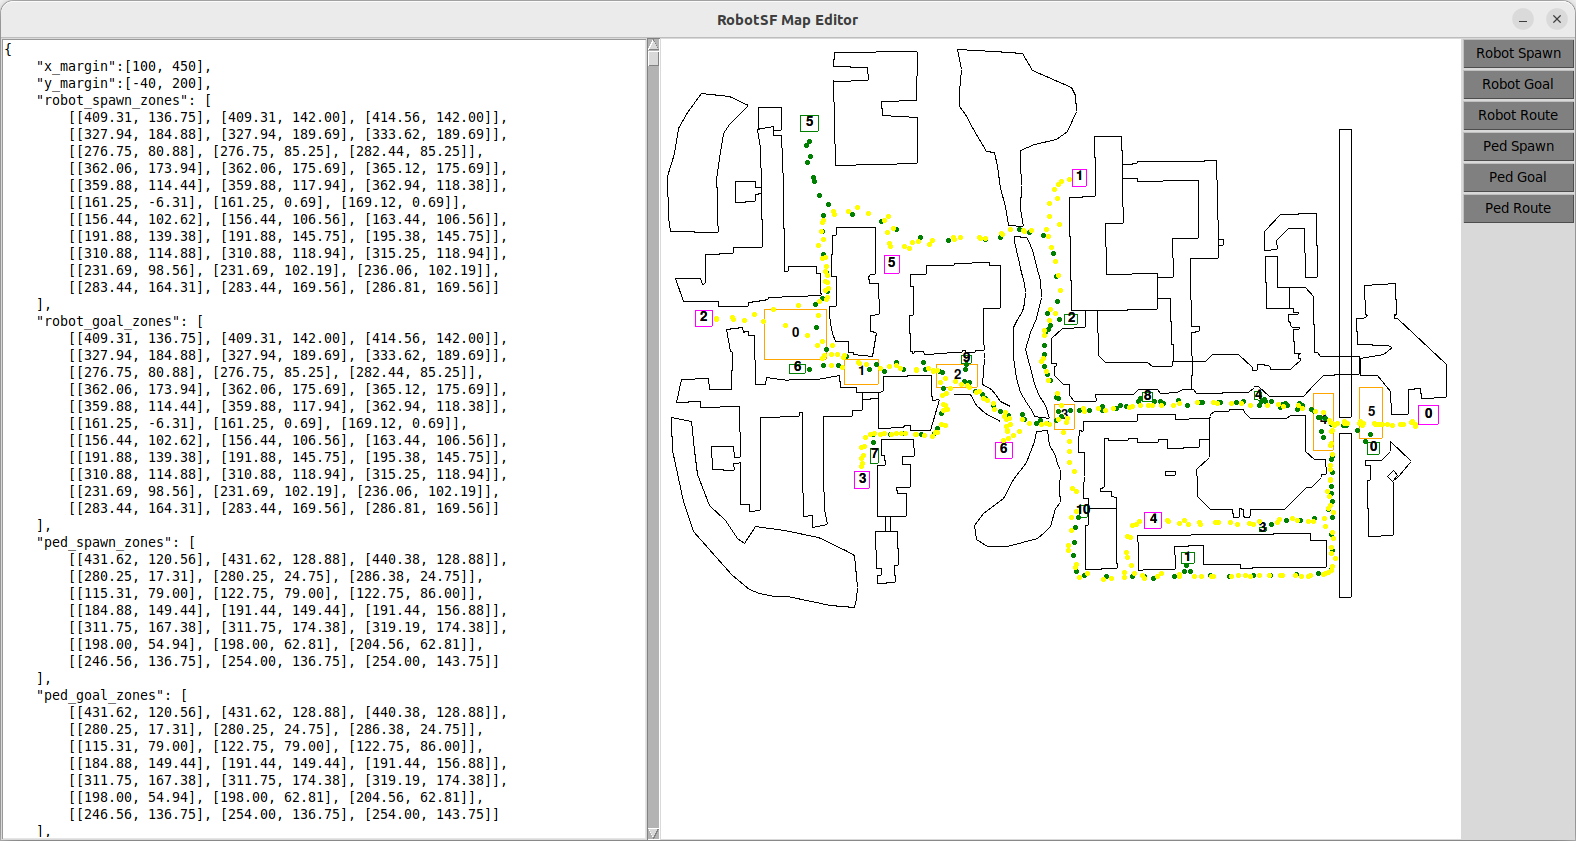 RobotSF Map Editor
{
"x_margin":[100, 450],
"y_margin":[-40, 200],
"robot_spawn_zones": [
[[409.31, 136.75], [409.31, 142.00], [414.56, 142.00]],
[[327.94, 184.88], [327.94, 189.69], [333.62, 189.69]],
[[276.75, 80.88], [276.75, 85.25], [282.44, 85.25]],
[[362.06, 173.94], [362.06, 175.69], [365.12, 175.69]],
[[359.88, 114.44], [359.88, 117.94], [362.94, 118.38]],
[[161.25, -6.31], [161.25, 0.69], [169.12, 0.69]],
[[156.44, 102.62], [156.44, 106.56], [163.44, 106.56]],
[[191.88, 139.38], [191.88, 145.75], [195.38, 145.75]],
[[310.88, 114.88], [310.88, 118.94], [315.25, 118.94]],
[[231.69, 98.56], [231.69, 102.19], [236.06, 102.19]],
[[283.44, 164.31], [283.44, 169.56], [286.81, 169.56]]
],
"robot_goal_zones": [
[[409.31, 136.75], [409.31, 142.00], [414.56, 142.00]],
[[327.94, 184.88], [327.94, 189.69], [333.62, 189.69]],
[[276.75, 80.88], [276.75, 85.25], [282.44, 85.25]],
[[362.06, 173.94], [362.06, 175.69], [365.12, 175.69]],
[[359.88, 114.44], [359.88, 117.94], [362.94, 118.38]],
[[161.25, -6.31], [161.25, 0.69], [169.12, 0.69]],
[[156.44, 102.62], [156.44, 106.56], [163.44, 106.56]],
[[191.88, 139.38], [191.88, 145.75], [195.38, 145.75]],
[[310.88, 114.88], [310.88, 118.94], [315.25, 118.94]],
[[231.69, 98.56], [231.69, 102.19], [236.06, 102.19]],
[[283.44, 164.31], [283.44, 169.56], [286.81, 169.56]]
],
"ped_spawn_zones": [
[[431.62, 120.56], [431.62, 128.88], [440.38, 128.88]],
[[280.25, 17.31], [280.25, 24.75], [286.38, 24.75]],
[[115.31, 79.00], [122.75, 79.00], [122.75, 86.00]],
[[184.88, 149.44], [191.44, 149.44], [191.44, 156.88]],
[[311.75, 167.38], [311.75, 174.38], [319.19, 174.38]],
[[198.00, 54.94], [198.00, 62.81], [204.56, 62.81]],
[[246.56, 136.75], [254.00, 136.75], [254.00, 143.75]]
],
"ped_goal_zones": [
[[431.62, 120.56], [431.62, 128.88], [440.38, 128.88]],
[[280.25, 17.31], [280.25, 24.75], [286.38, 24.75]],
[[115.31, 79.00], [122.75, 79.00], [122.75, 86.00]],
[[184.88, 149.44], [191.44, 149.44], [191.44, 156.88]],
[[311.75, 167.38], [311.75, 174.38], [319.19, 174.38]],
[[198.00, 54.94], [198.00, 62.81], [204.56, 62.81]],
[[246.56, 136.75], [254.00, 136.75], [254.00, 143.75]]
],
5
1
5
2
2
0
9
6
1
2
8
4
3
4
5
0
0
6
7
3
10
4
3
1
Robot Spawn
Robot Goal
Robot Route
Ped Spawn
Ped Goal
Ped Route